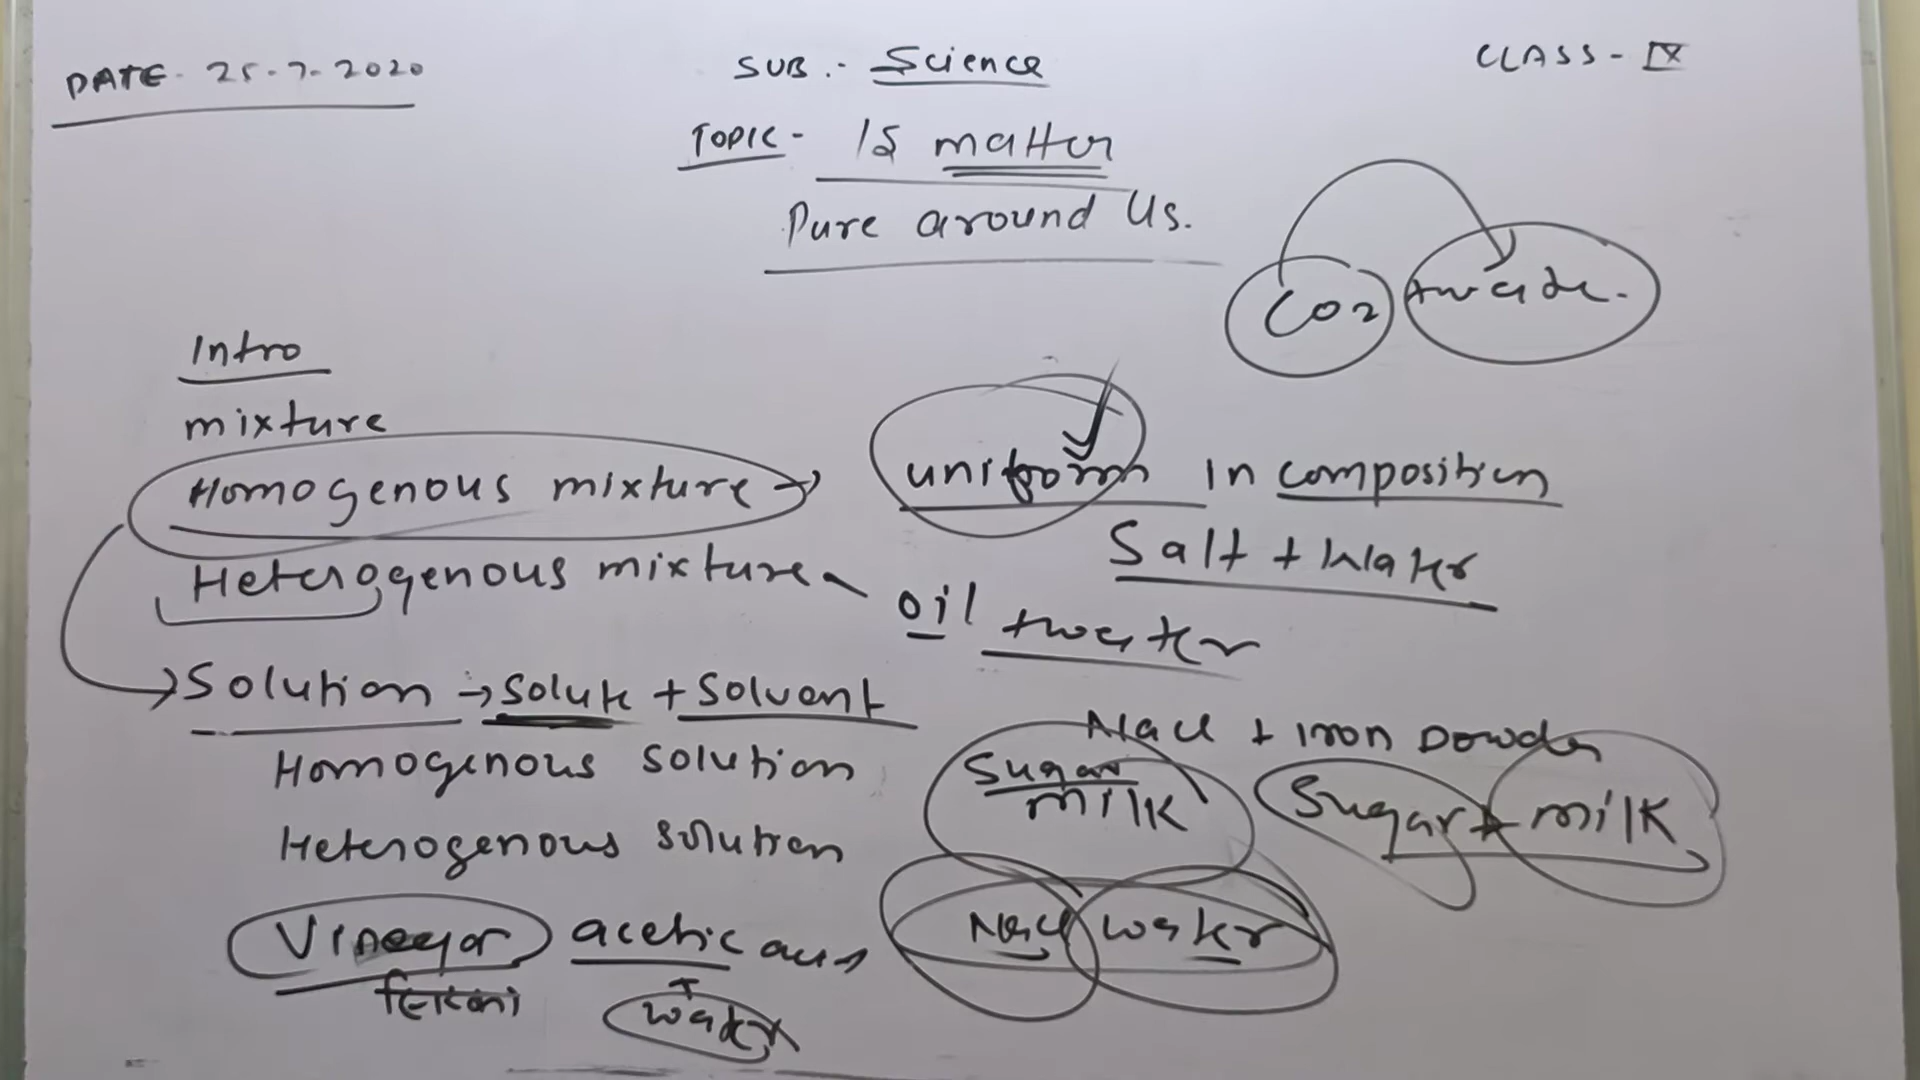 DATE - 25-7-2020
SUB :- Science
CLASS - IX
TOPIC - IS matter
Pure around Us.
CO2 +water.
Intro
mixture
Homogenous mixture → uniform in composition
Salt + Water
Heterogenous mixture - oil + water
Solution → Solute + Solvent
NaCl + Iron Powder
Homogenous solution
Sugar milk
Sugar + milk
Heterogenous solution
Vinegar acetic acid
+ water
NaCl water